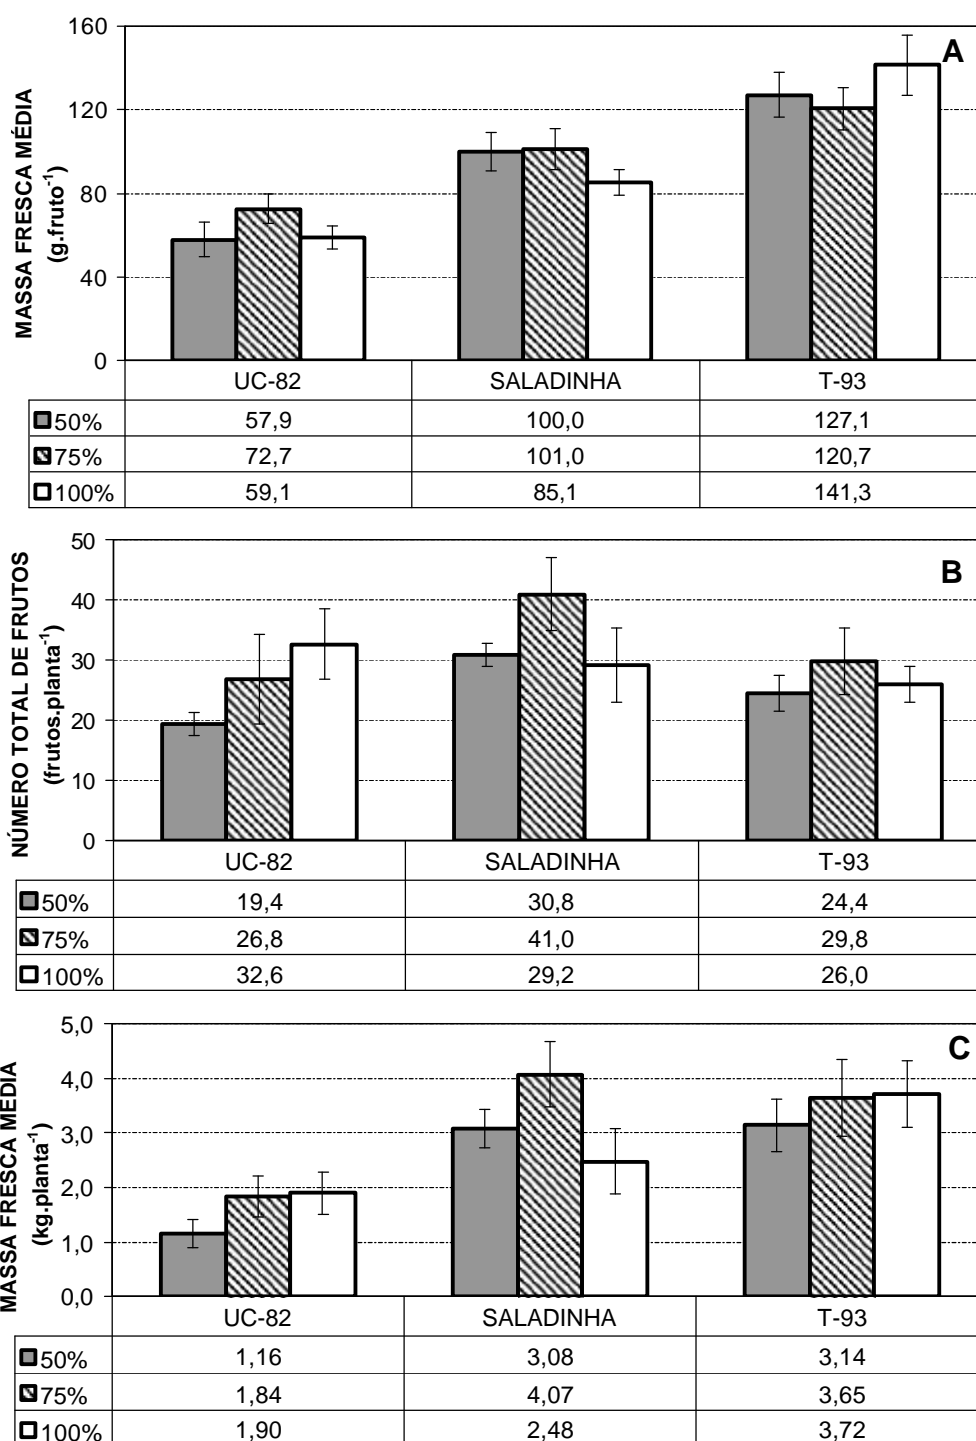 160
A
120
80
40
0
MASSA FRESCA MÉDIA
(g.fruto⁻¹)
UC-82 SALADINHA T-93
50% 57,9 100,0 127,1
75% 72,7 101,0 120,7
100% 59,1 85,1 141,3
50
B
40
30
20
10
0
NÚMERO TOTAL DE FRUTOS
(frutos.planta⁻¹)
UC-82 SALADINHA T-93
50% 19,4 30,8 24,4
75% 26,8 41,0 29,8
100% 32,6 29,2 26,0
5,0
C
4,0
3,0
2,0
1,0
0,0
MASSA FRESCA MÉDIA
(kg.planta⁻¹)
UC-82 SALADINHA T-93
50% 1,16 3,08 3,14
75% 1,84 4,07 3,65
100% 1,90 2,48 3,72